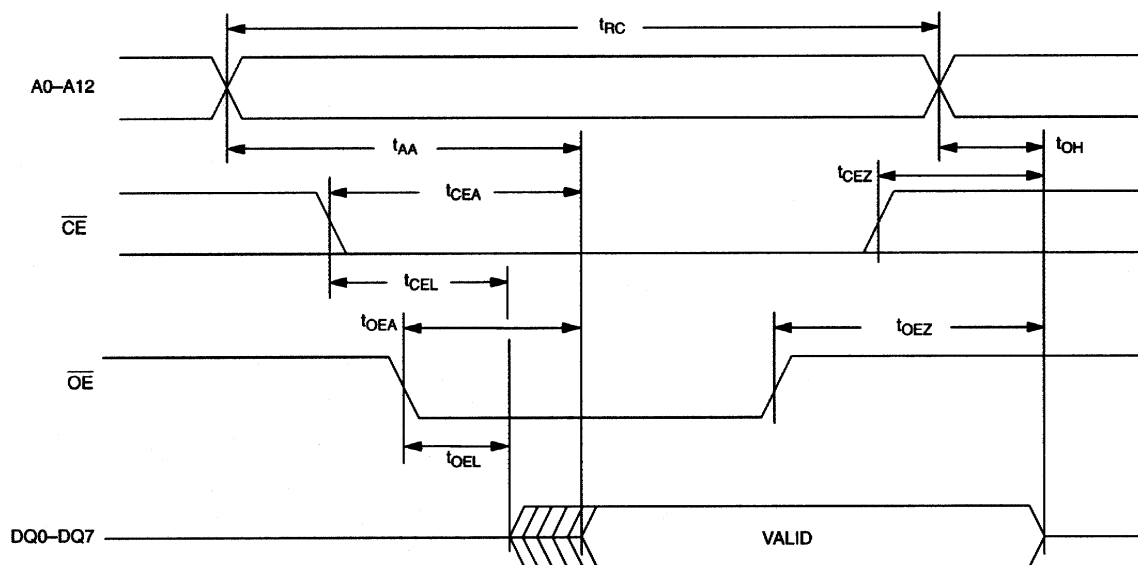 tRC
A0–A12
tAA
tOH
tCEA
tCEZ
CE
tCEL
tOEA
tOEZ
OE
tOEL
DQ0–DQ7
VALID